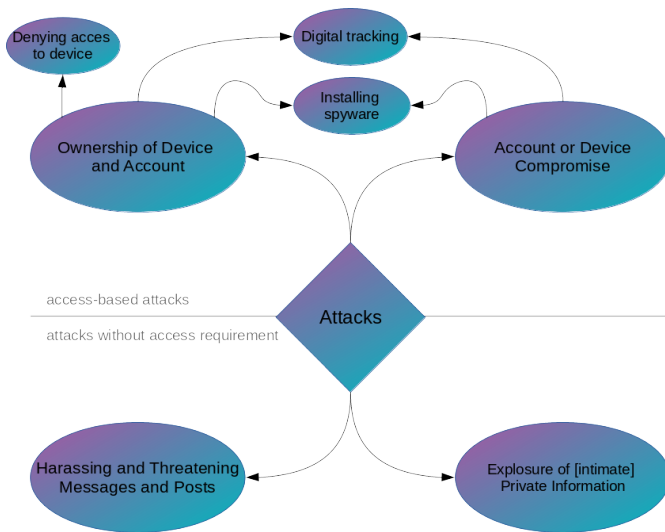 Denying acces
to device
Digital tracking
Installing
spyware
Ownership of Device
and Account
Account or Device
Compromise
access-based attacks
Attacks
attacks without access requirement
Harassing and Threatening
Messages and Posts
Explosure of [intimate]
Private Information